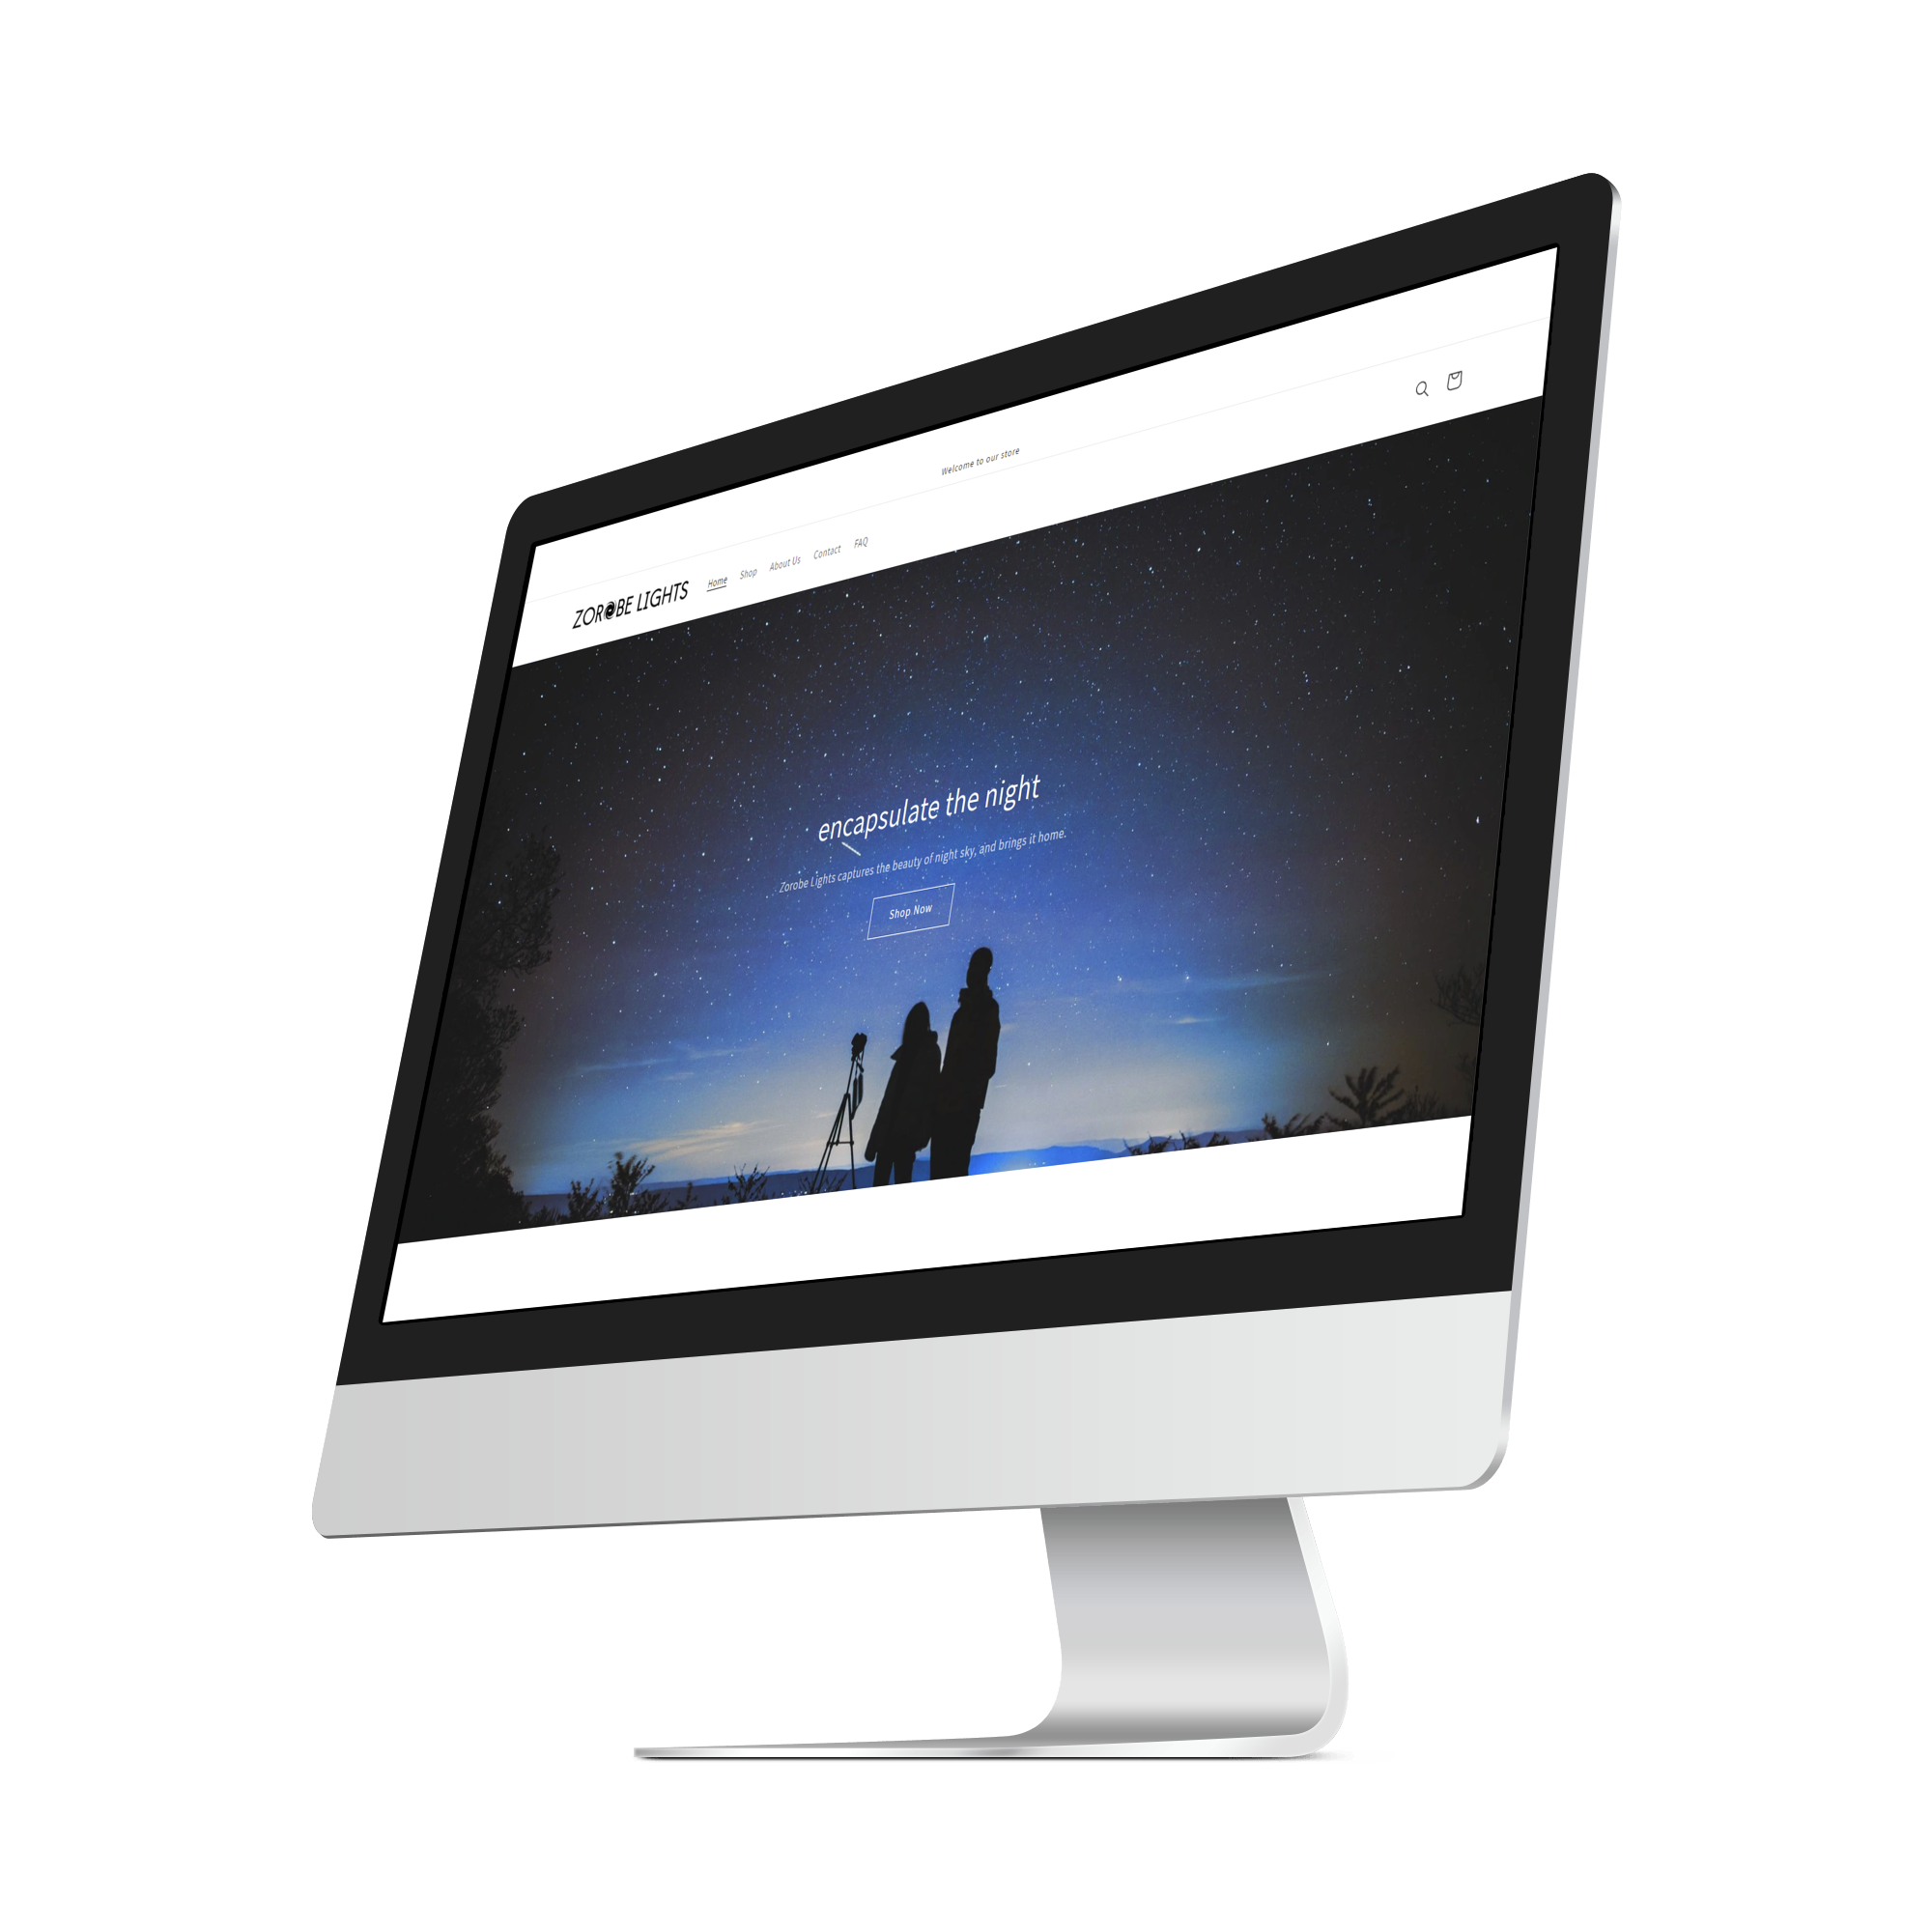 Welcome to our store
ZOROBE LIGHTS Home Shop About Us Contact FAQ
encapsulate the night
Zorobe Lights captures the beauty of night sky, and brings it home.
Shop Now